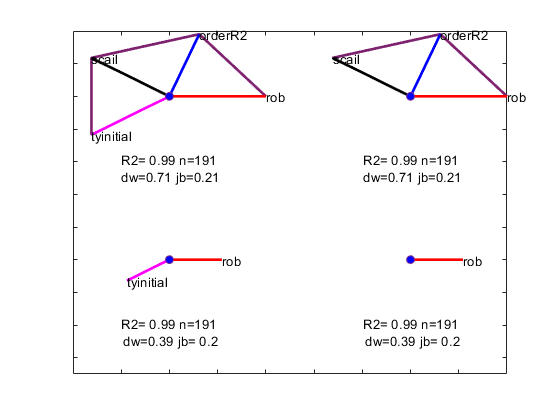 orderR2
orderR2
scail
scail
rob
rob
tyinitial
R2= 0.99 n=191
R2= 0.99 n=191
dw=0.71 jb=0.21
dw=0.71 jb=0.21
rob
rob
tyinitial
R2= 0.99 n=191
R2= 0.99 n=191
dw=0.39 jb= 0.2
dw=0.39 jb= 0.2